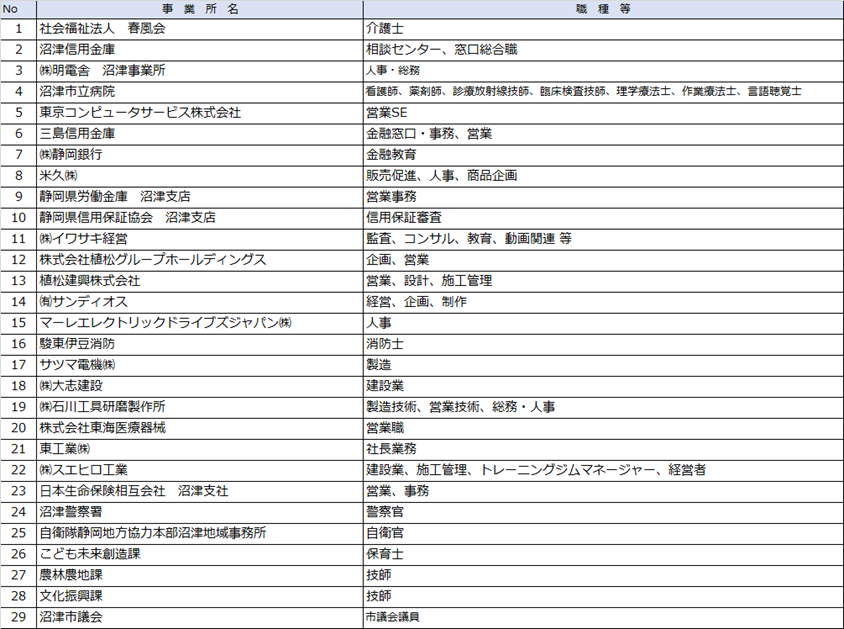 No 事　業　所　名 職　種　等
1 社会福祉法人　春風会 介護士
2 沼津信用金庫 相談センター、窓口総合職
3 ㈱明電舎　沼津事業所 人事・総務
4 沼津市立病院 看護師、薬剤師、診療放射線技師、臨床検査技師、理学療法士、作業療法士、言語聴覚士
5 東京コンピュータサービス株式会社 営業SE
6 三島信用金庫 金融窓口・事務、営業
7 ㈱静岡銀行 金融教育
8 米久㈱ 販売促進、人事、商品企画
9 静岡県労働金庫　沼津支店 営業事務
10 静岡県信用保証協会　沼津支店 信用保証審査
11 ㈱イワサキ経営 監査、コンサル、教育、動画関連 等
12 株式会社植松グループホールディングス 企画、営業
13 植松建興株式会社 営業、設計、施工管理
14 ㈲サンディオス 経営、企画、制作
15 マーレエレクトリックドライブズジャパン㈱ 人事
16 駿東伊豆消防 消防士
17 サツマ電機㈱ 製造
18 ㈱大志建設 建設業
19 ㈱石川工具研磨製作所 製造技術、営業技術、総務・人事
20 株式会社東海医療器械 営業職
21 東工業㈱ 社長業務
22 ㈱スエヒロ工業 建設業、施工管理、トレーニングジムマネージャー、経営者
23 日本生命保険相互会社　沼津支社 営業、事務
24 沼津警察署 警察官
25 自衛隊静岡地方協力本部沼津地域事務所 自衛官
26 こども未来創造課 保育士
27 農林農地課 技師
28 文化振興課 技師
29 沼津市議会 市議会議員